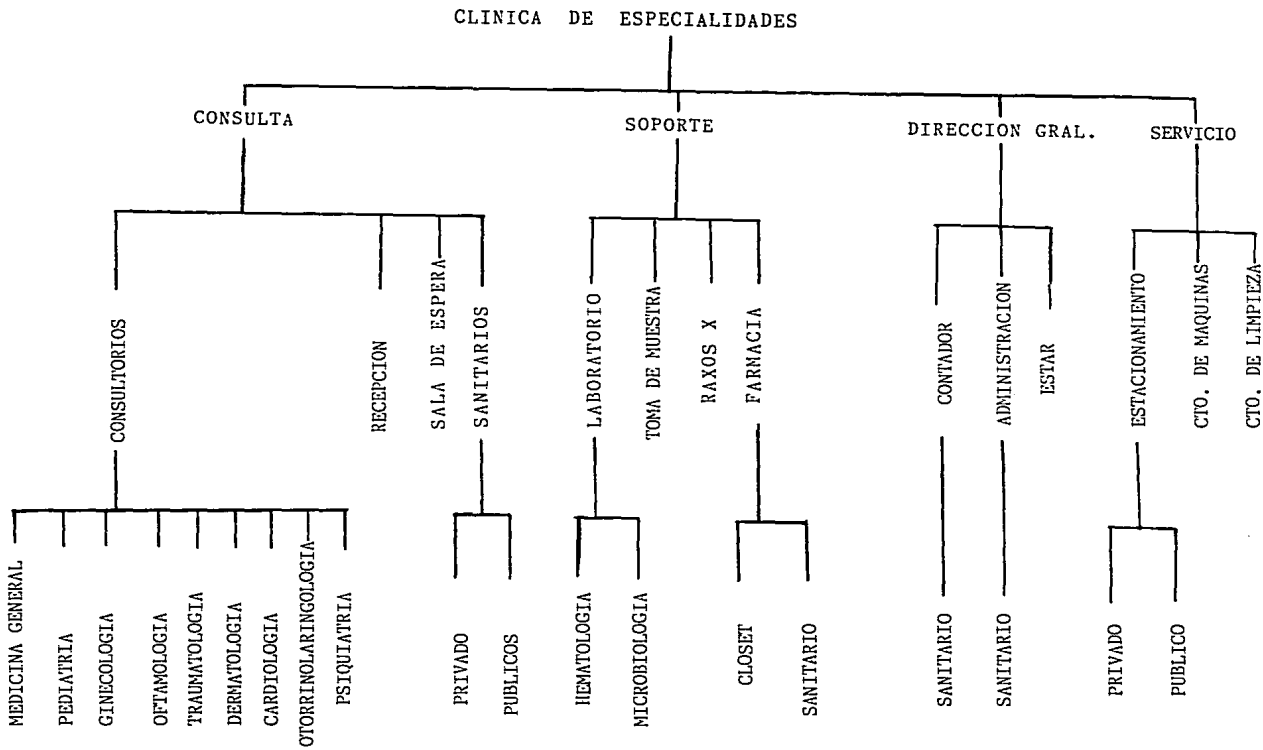 CLINICA DE ESPECIALIDADES
CONSULTA
SOPORTE
DIRECCION GRAL.
SERVICIO
CONSULTORIOS
RECEPCION
SALA DE ESPERA
SANITARIOS
LABORATORIO
TOMA DE MUESTRA
RAXOS X
FARMACIA
CONTADOR
ADMINISTRACION
ESTAR
ESTACIONAMIENTO
CTO. DE MAQUINAS
CTO. DE LIMPIEZA
MEDICINA GENERAL
PEDIATRIA
GINECOLOGIA
OFTAMOLOGIA
TRAUMATOLOGIA
DERMATOLOGIA
CARDIOLOGIA
OTORRINOLARINGOLOGIA
PSIQUIATRIA
PRIVADO
PUBLICOS
HEMATOLOGIA
MICROBIOLOGIA
CLOSET
SANITARIO
SANITARIO
SANITARIO
PRIVADO
PUBLICO